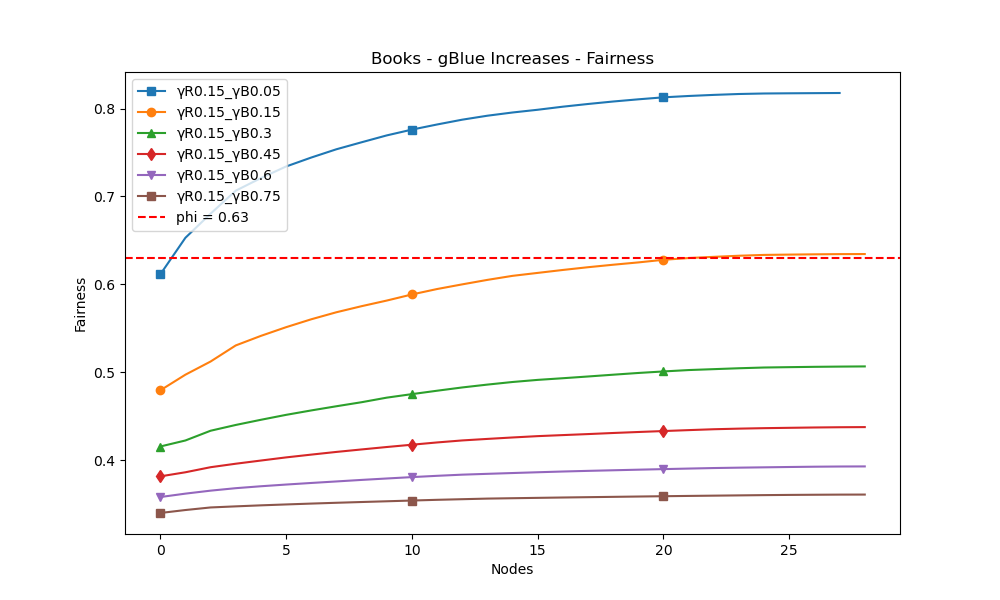 Books - gBlue Increases - Fairness
γR0.15_γB0.05
γR0.15_γB0.15
γR0.15_γB0.3
γR0.15_γB0.45
γR0.15_γB0.6
γR0.15_γB0.75
phi = 0.63
Fairness
0.8
0.7
0.6
0.5
0.4
0 5 10 15 20 25
Nodes